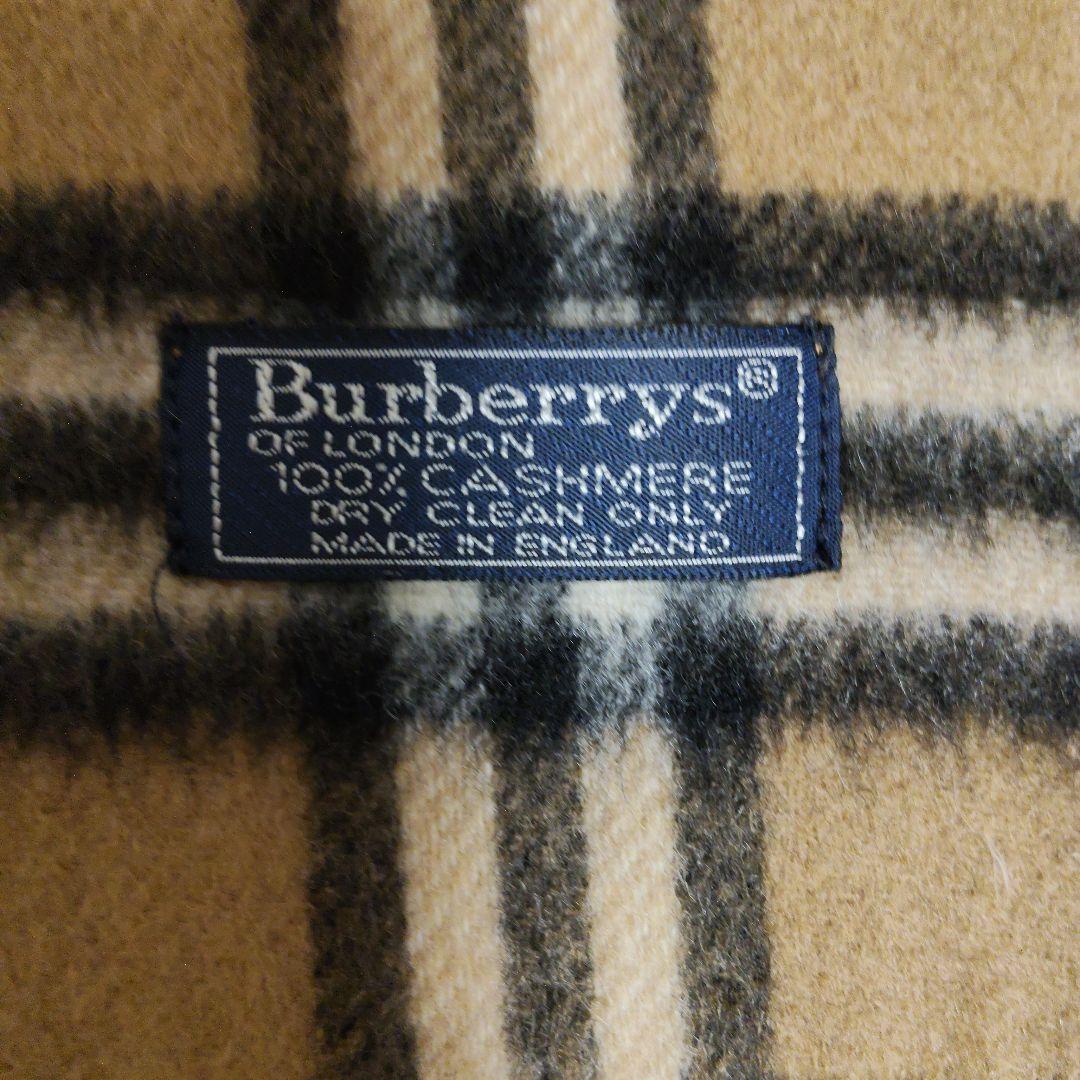 Burberrys®
OF LONDON
100% CASHMERE
DRY CLEAN ONLY
MADE IN ENGLAND